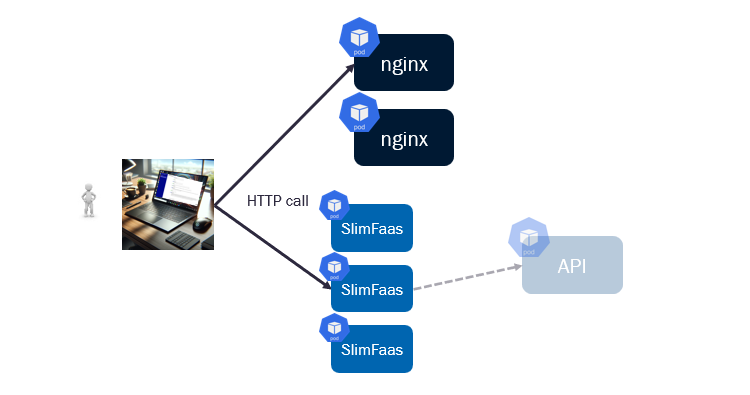 pod
nginx
pod
nginx
HTTP call
pod
SlimFaas
pod
SlimFaas
pod
API
pod
SlimFaas